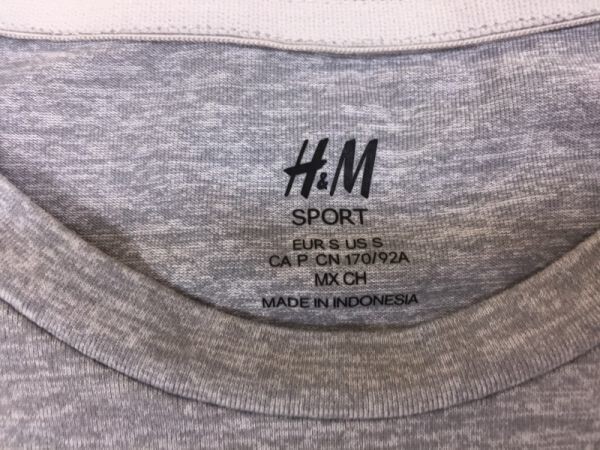 H&M
SPORT
EUR S US S
CA P CN 170/92A
MX CH
MADE IN INDONESIA